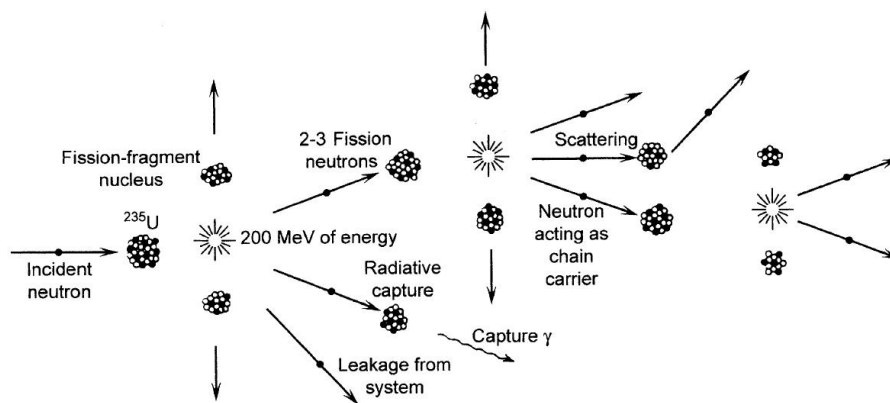 Fission-fragment
nucleus
235U
Incident
neutron
2-3 Fission
neutrons
200 MeV of energy
Radiative
capture
Leakage from
system
Capture γ
Scattering
Neutron
acting as
chain
carrier